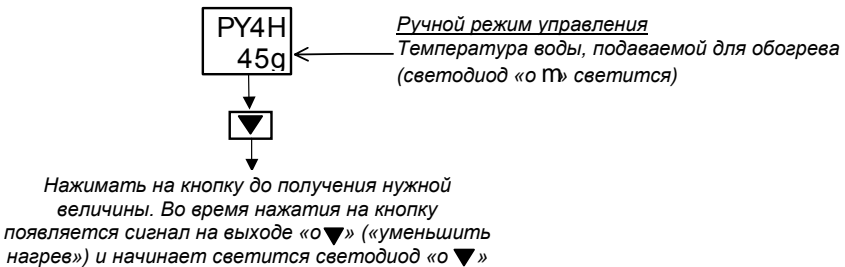 РУ4Н
45g
Ручной режим управления
Температура воды, подаваемой для обогрева
(светодиод «о m» светится)
▼
Нажимать на кнопку до получения нужной
величины. Во время нажатия на кнопку
появляется сигнал на выходе «о▼» («уменьшить
нагрев») и начинает светится светодиод «о ▼»